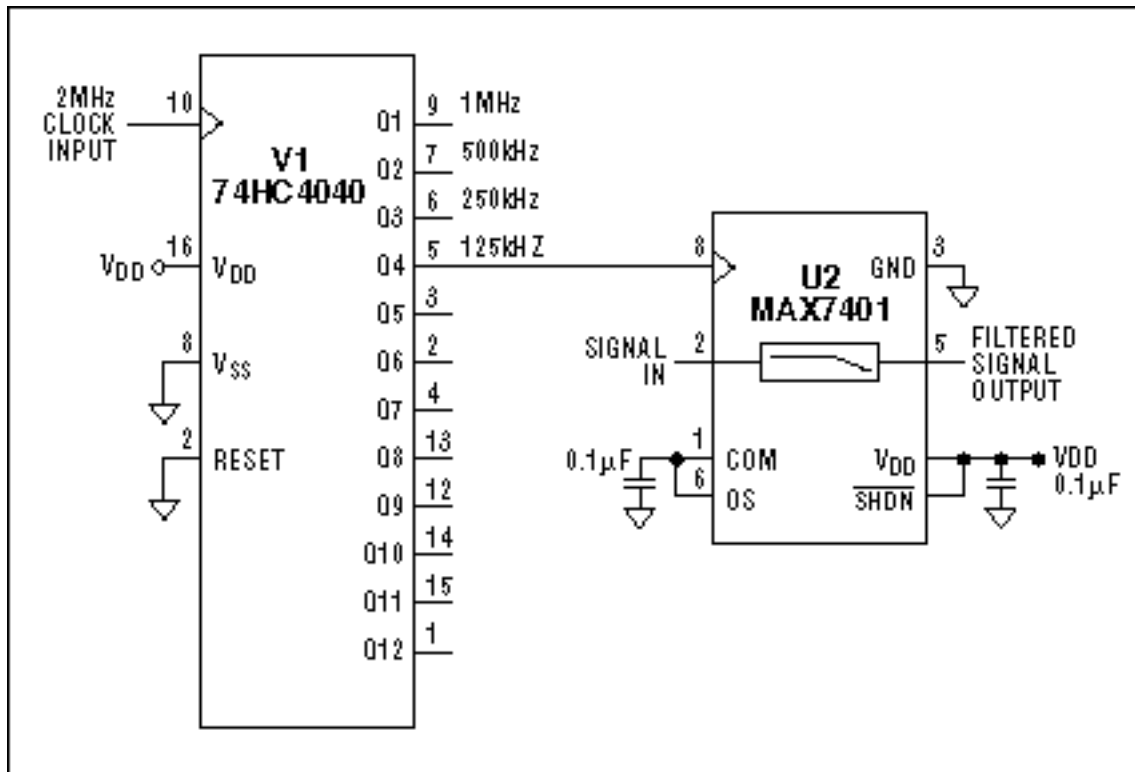 2MHz
CLOCK
INPUT
10
V1
74HC4040
16
VDD
VDD
8
VSS
2
RESET
Q1
9
1MHz
Q2
7
500kHz
Q3
6
250kHz
Q4
5
125kHZ
Q5
3
Q6
2
Q7
4
Q8
13
Q9
12
Q10
14
Q11
15
Q12
1
8
U2
MAX7401
GND
3
SIGNAL
IN
2
5
FILTERED
SIGNAL
OUTPUT
0.1µF
1
COM
6
OS
VDD
SHDN
VDD
0.1µF